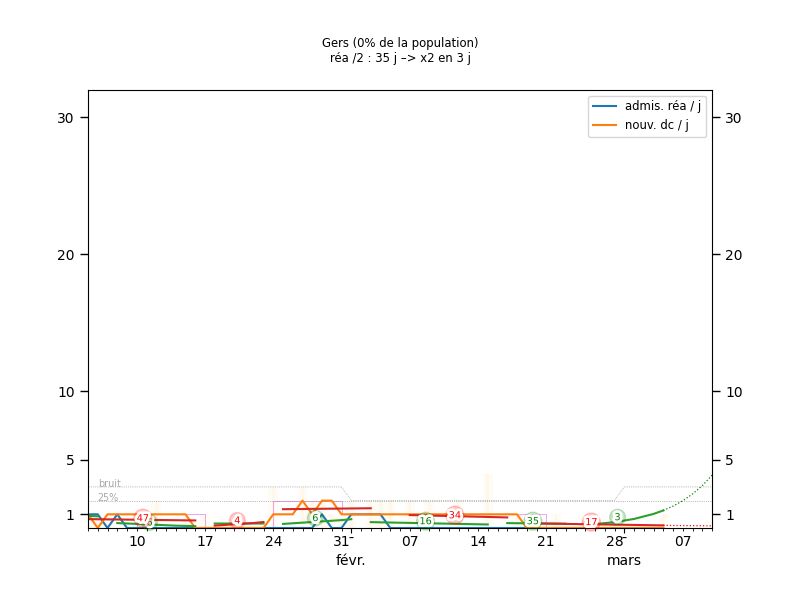 Gers (0% de la population)
réa /2 : 35 j –> x2 en 3 j
admis. réa / j
nouv. dc / j
30 30
20 20
10 10
5 5
bruit
25%
1 1
47 4 6 16 34 35 17 3
10 17 24 31 07 14 21 28 07
févr. mars